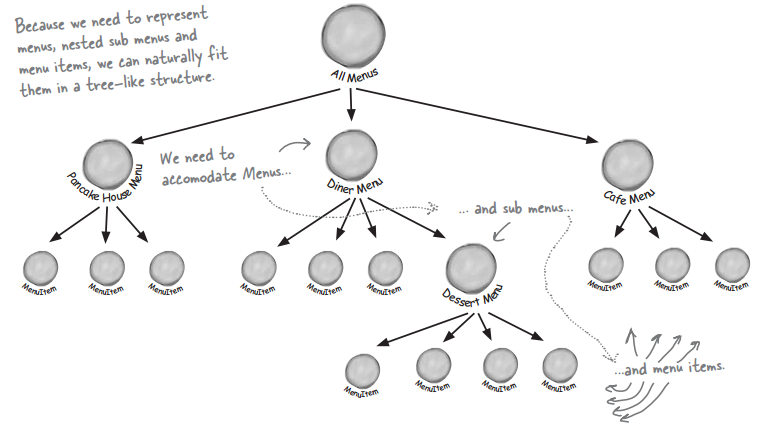 Because we need to represent
menus, nested sub menus and
menu items, we can naturally fit
them in a tree-like structure.
All Menus
We need to
accomodate Menus...
Pancake House Menu
Diner Menu
Cafe Menu
... and sub menus...
MenuItem
MenuItem
MenuItem
MenuItem
MenuItem
MenuItem
Dessert Menu
MenuItem
MenuItem
MenuItem
MenuItem
MenuItem
MenuItem
MenuItem
...and menu items.